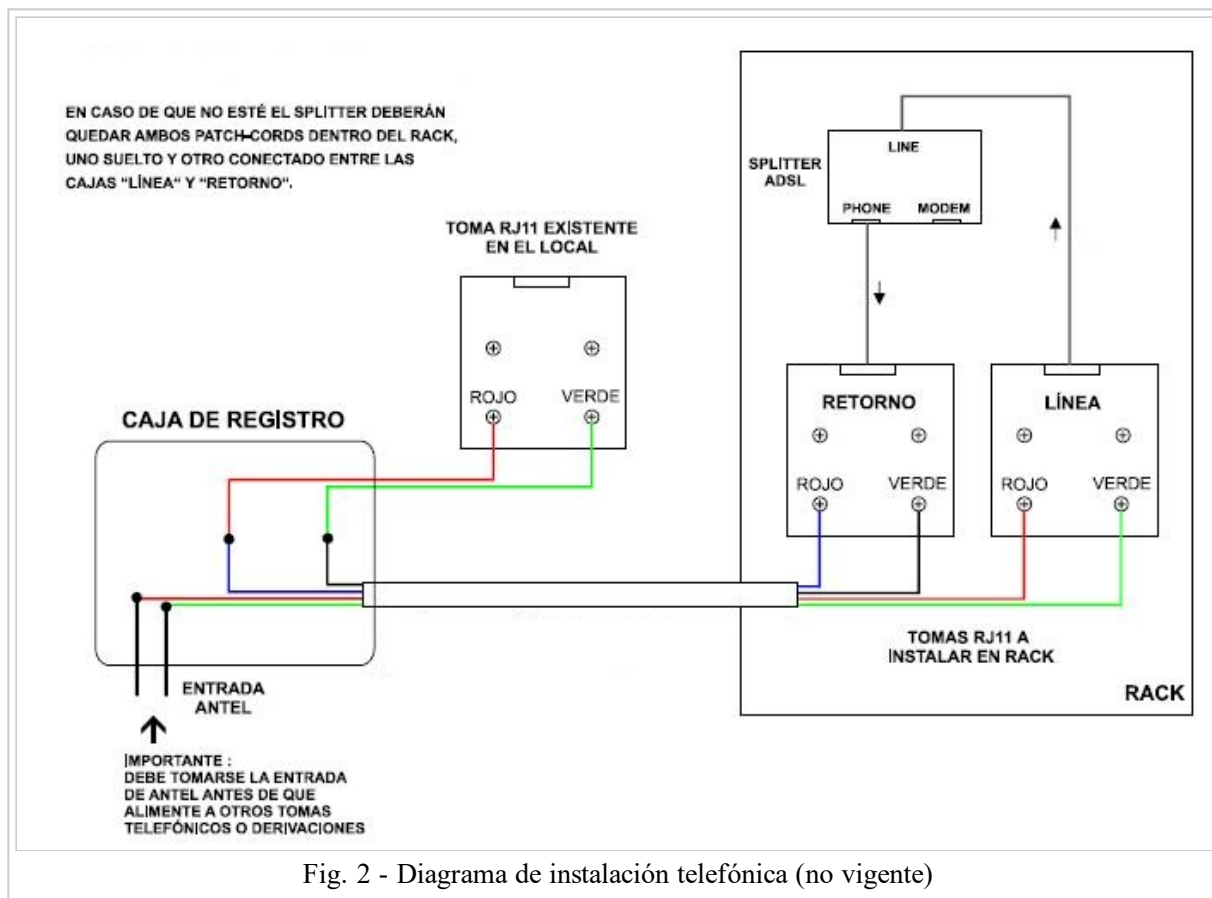 EN CASO DE QUE NO ESTÉ EL SPLITTER DEBERÁN
QUEDAR AMBOS PATCH-CORDS DENTRO DEL RACK,
UNO SUELTO Y OTRO CONECTADO ENTRE LAS
CAJAS "LÍNEA" Y "RETORNO".
TOMA RJ11 EXISTENTE
EN EL LOCAL
ROJO
VERDE
CAJA DE REGISTRO
ENTRADA
ANTEL
IMPORTANTE :
DEBE TOMARSE LA ENTRADA
DE ANTEL ANTES DE QUE
ALIMENTE A OTROS TOMAS
TELEFÓNICOS O DERIVACIONES
SPLITTER
ADSL
LINE
PHONE
MODEM
RETORNO
ROJO
VERDE
LÍNEA
ROJO
VERDE
TOMAS RJ11 A
INSTALAR EN RACK
RACK
Fig. 2 - Diagrama de instalación telefónica (no vigente)